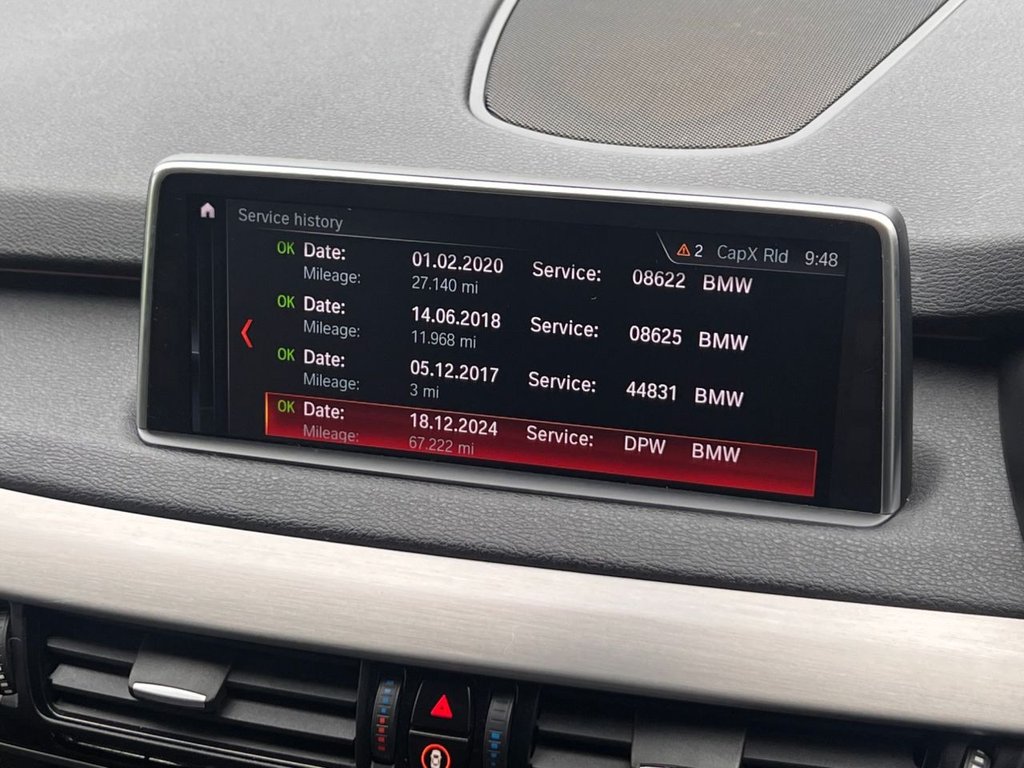 Service history
2 CapX Rld 9:48
OK Date: 01.02.2020 Service: 08622 BMW
Mileage: 27.140 mi
OK Date: 14.06.2018 Service: 08625 BMW
Mileage: 11.968 mi
OK Date: 05.12.2017 Service: 44831 BMW
Mileage: 3 mi
OK Date: 18.12.2024 Service: DPW BMW
Mileage: 67.222 mi